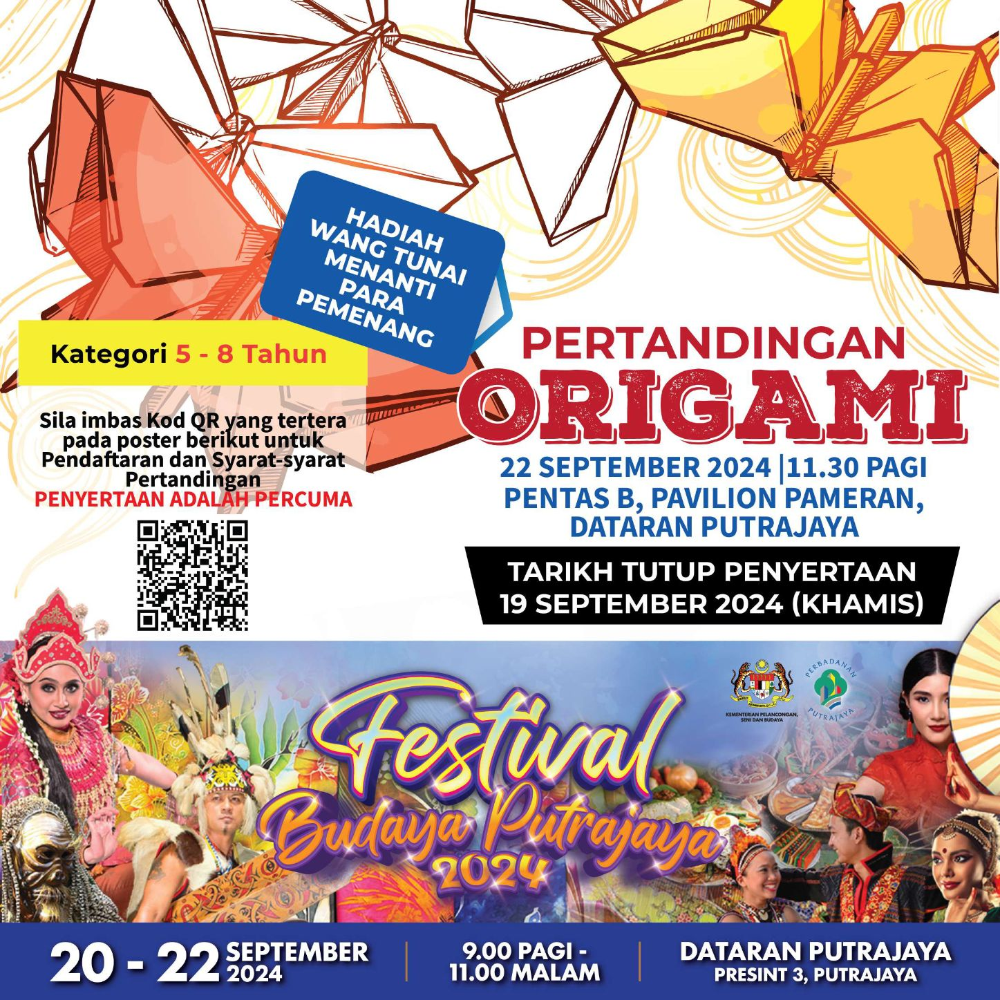 HADIAH
WANG TUNAI
MENANTI
PARA
PEMENANG
Kategori 5 - 8 Tahun
Sila imbas Kod QR yang tertera
pada poster berikut untuk
Pendaftaran dan Syarat-syarat
Pertandingan
PENYERTAAN ADALAH PERCUMA
PERTANDINGAN
ORIGAMI
22 SEPTEMBER 2024 |11.30 PAGI
PENTAS B, PAVILION PAMERAN,
DATARAN PUTRAJAYA
TARIKH TUTUP PENYERTAAN
19 SEPTEMBER 2024 (KHAMIS)
KEMENTERIAN PELANCONGAN,
SENI DAN BUDAYA
PERBADANAN
PUTRAJAYA
Festival
Budaya Putrajaya
2024
20 - 22 SEPTEMBER
2024
9.00 PAGI -
11.00 MALAM
DATARAN PUTRAJAYA
PRESINT 3, PUTRAJAYA